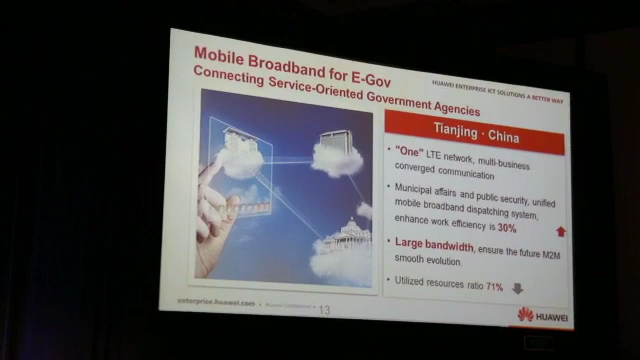 Mobile Broadband for E-Gov
Connecting Service-Oriented Government Agencies
HUAWEI ENTERPRISE ICT SOLUTIONS A BETTER WAY
Tianjing · China
• "One" LTE network, multi-business
converged communication
• Municipal affairs and public security, unified
mobile broadband dispatching system,
enhance work efficiency is 30%
• Large bandwidth, ensure the future M2M
smooth evolution.
• Utilized resources ratio 71%
enterprise.huawei.com • Huawei Confidential • 13
HUAWEI